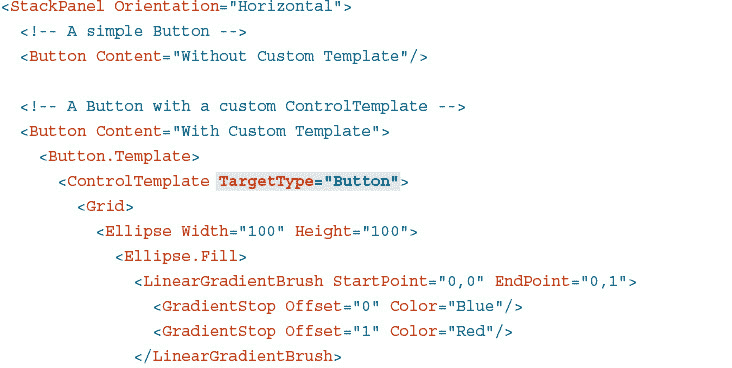 <StackPanel Orientation="Horizontal">
<!-- A simple Button -->
<Button Content="Without Custom Template"/>
<!-- A Button with a custom ControlTemplate -->
<Button Content="With Custom Template">
<Button.Template>
<ControlTemplate TargetType="Button">
<Grid>
<Ellipse Width="100" Height="100">
<Ellipse.Fill>
<LinearGradientBrush StartPoint="0,0" EndPoint="0,1">
<GradientStop Offset="0" Color="Blue"/>
<GradientStop Offset="1" Color="Red"/>
</LinearGradientBrush>